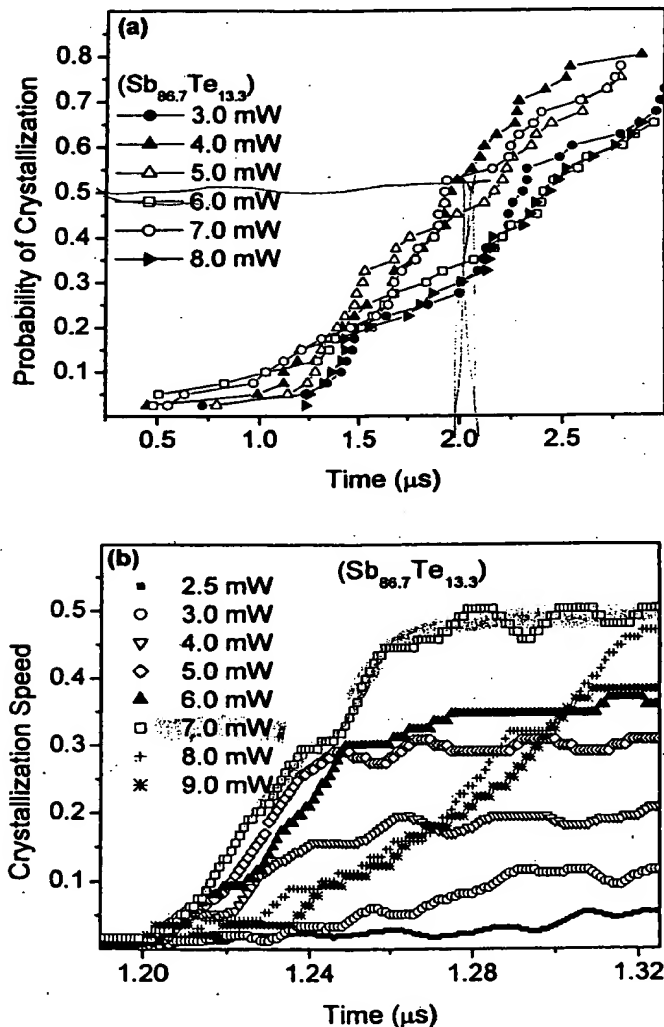 (a)
(Sb86.7Te13.3)
3.0 mW
4.0 mW
5.0 mW
6.0 mW
7.0 mW
8.0 mW
0.8
0.7
0.6
0.5
0.4
0.3
0.2
0.1
Probability of Crystallization
0.5 1.0 1.5 2.0 2.5
Time (μs)
(b)
(Sb86.7Te13.3)
2.5 mW
3.0 mW
4.0 mW
5.0 mW
6.0 mW
7.0 mW
8.0 mW
9.0 mW
0.5
0.4
0.3
0.2
0.1
Crystallization Speed
1.20 1.24 1.28 1.32
Time (μs)